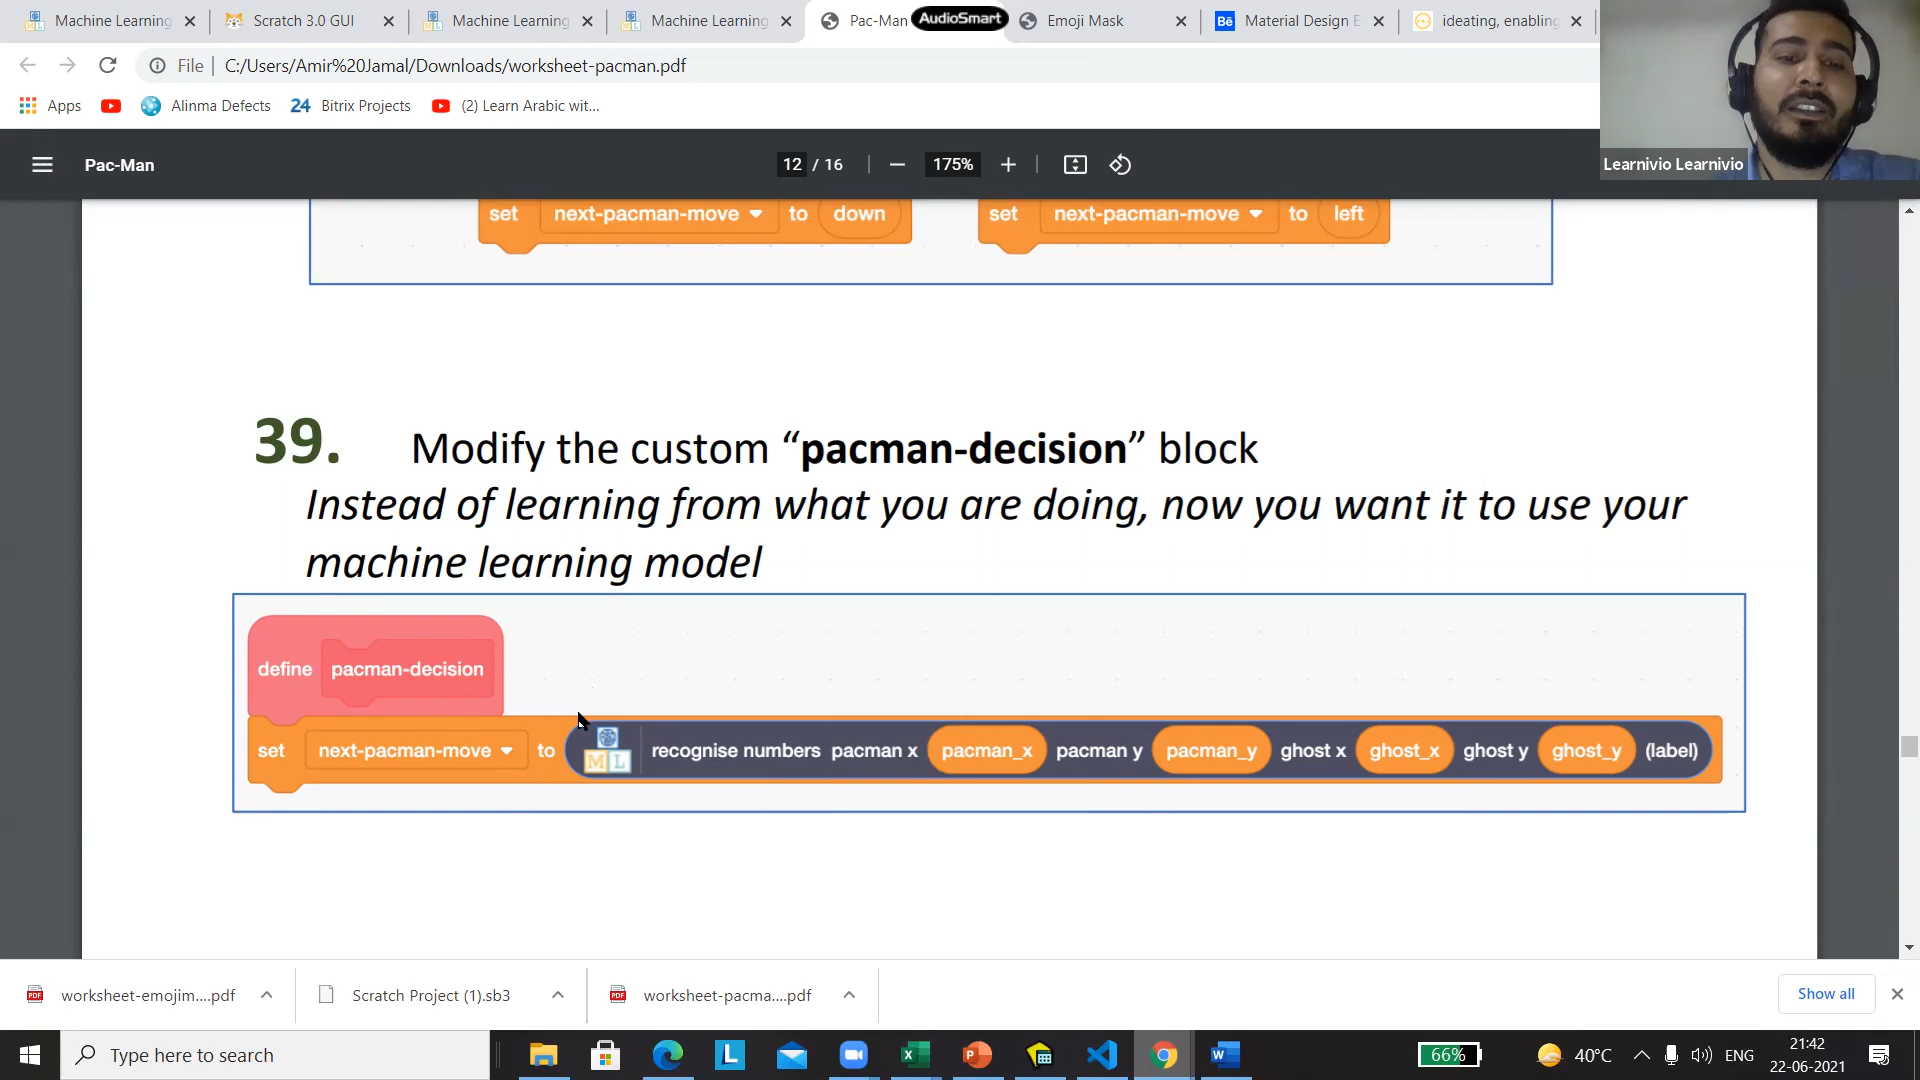 Machine Learning
Scratch 3.0 GUI
Machine Learning
Machine Learning
Pac-Man
AudioSmart
Emoji Mask
Bē
Material Design E
ideating, enabling
File
C:/Users/Amir%20Jamal/Downloads/worksheet-pacman.pdf
Apps
Alinma Defects
24
Bitrix Projects
(2) Learn Arabic wit...
Pac-Man
12 / 16
175%
Learnivio Learnivio
set next-pacman-move to down
set next-pacman-move to left
39. Modify the custom “pacman-decision” block
Instead of learning from what you are doing, now you want it to use your
machine learning model
define pacman-decision
set next-pacman-move to ML recognise numbers pacman x pacman_x pacman y pacman_y ghost x ghost_x ghost y ghost_y (label)
PDF
worksheet-emojim....pdf
Scratch Project (1).sb3
PDF
worksheet-pacma....pdf
Show all
Type here to search
L
66%
40°C
ENG
21:42
22-06-2021